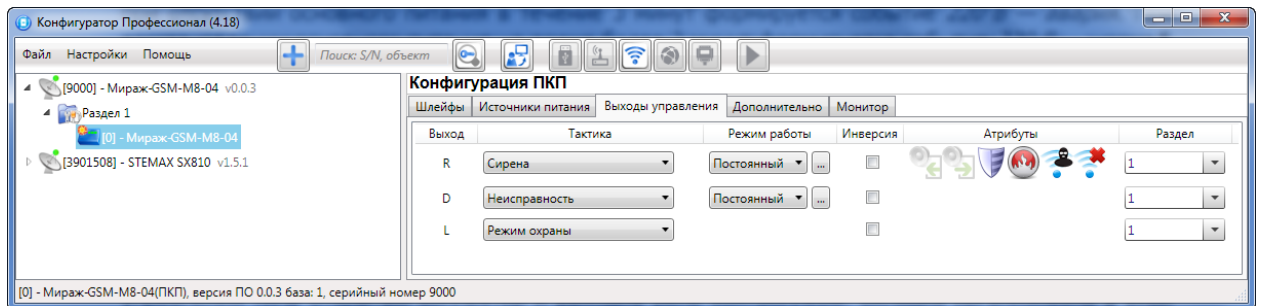 Конфигуратор Профессионал (4.18)
Файл Настройки Помощь Поиск: S/N, объект
[9000] - Мираж-GSM-M8-04 v0.0.3
Раздел 1
[0] - Мираж-GSM-M8-04
[3901508] - STEMAX SX810 v1.5.1
Конфигурация ПКП
Шлейфы Источники питания Выходы управления Дополнительно Монитор
Выход Тактика Режим работы Инверсия Атрибуты Раздел
R Сирена Постоянный ... 1
D Неисправность Постоянный ... 1
L Режим охраны 1
[0] - Мираж-GSM-M8-04(ПКП), версия ПО 0.0.3 база: 1, серийный номер 9000